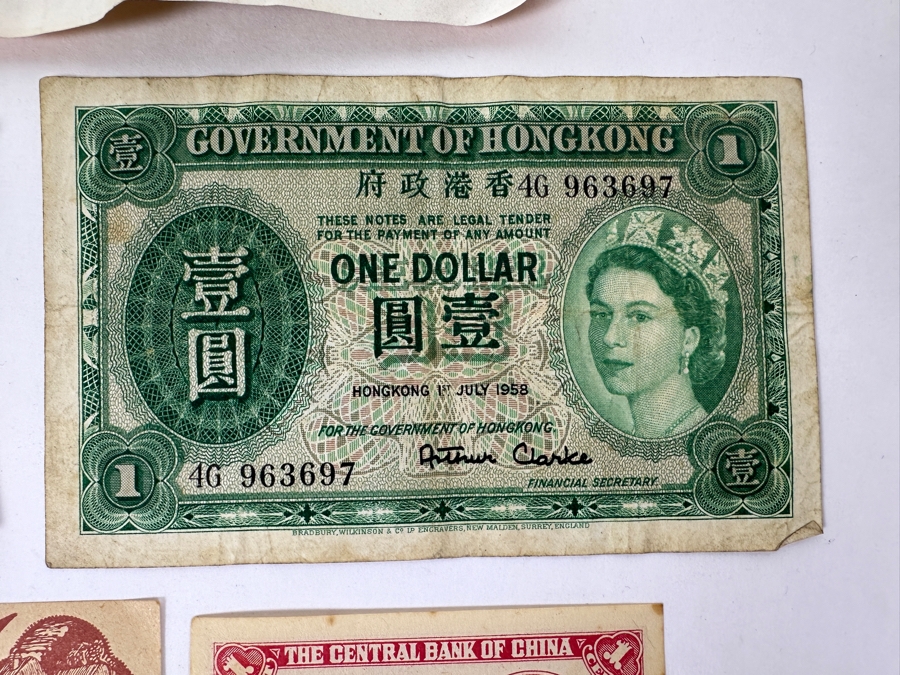 GOVERNMENT OF HONGKONG
壹
1
府政港香
4G 963697
THESE NOTES ARE LEGAL TENDER
FOR THE PAYMENT OF ANY AMOUNT
ONE DOLLAR
圓壹
壹
圓
HONGKONG 1ST JULY 1958
FOR THE GOVERNMENT OF HONGKONG.
Arthur Clarke
FINANCIAL SECRETARY.
1
4G 963697
壹
BRADBURY, WILKINSON & Co LD ENGRAVERS, NEW MALDEN, SURREY, ENGLAND
THE CENTRAL BANK OF CHINA
1
1